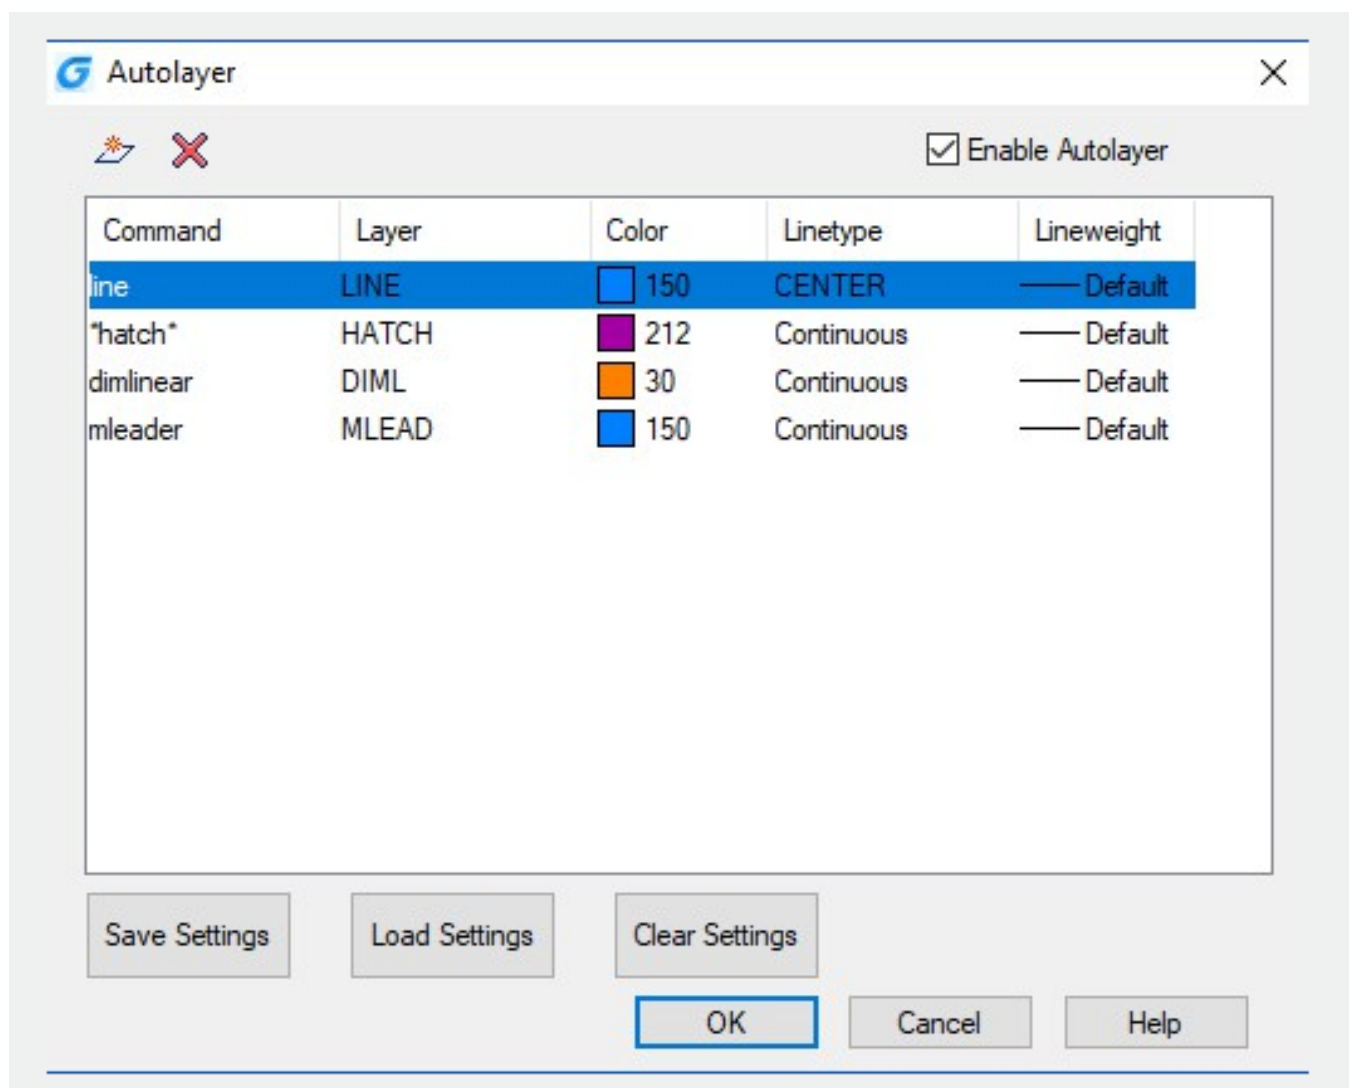 Autolayer
Enable Autolayer
Command Layer Color Linetype Lineweight
line LINE 150 CENTER Default
*hatch* HATCH 212 Continuous Default
dimlinear DIML 30 Continuous Default
mleader MLEAD 150 Continuous Default
Save Settings Load Settings Clear Settings
OK Cancel Help